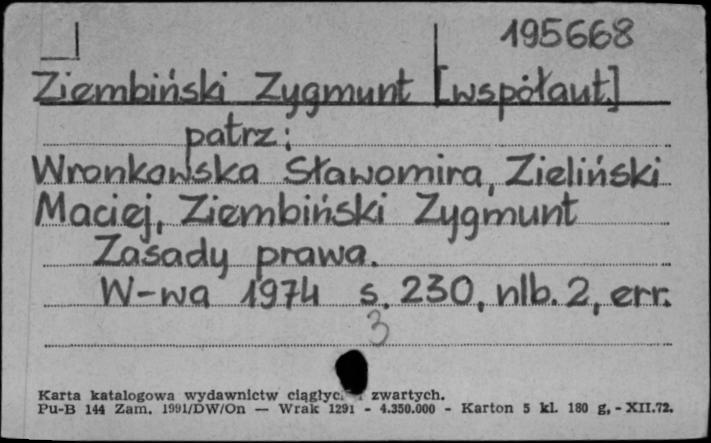 195668
Ziembiński Zygmunt [współaut.]
patrz:
Wronkowska Sławomira, Zieliński
Maciej, Ziembiński Zygmunt
Zasady prawa.
W-wa 1974 s. 230, nlb. 2, err.
3
Karta katalogowa wydawnictw zwartych.
Pu-B 144 Zam. 1991/DW/On — Wrak 1291 - 4.350.000 - Karton 5 kl. 180 g, - XII.72.